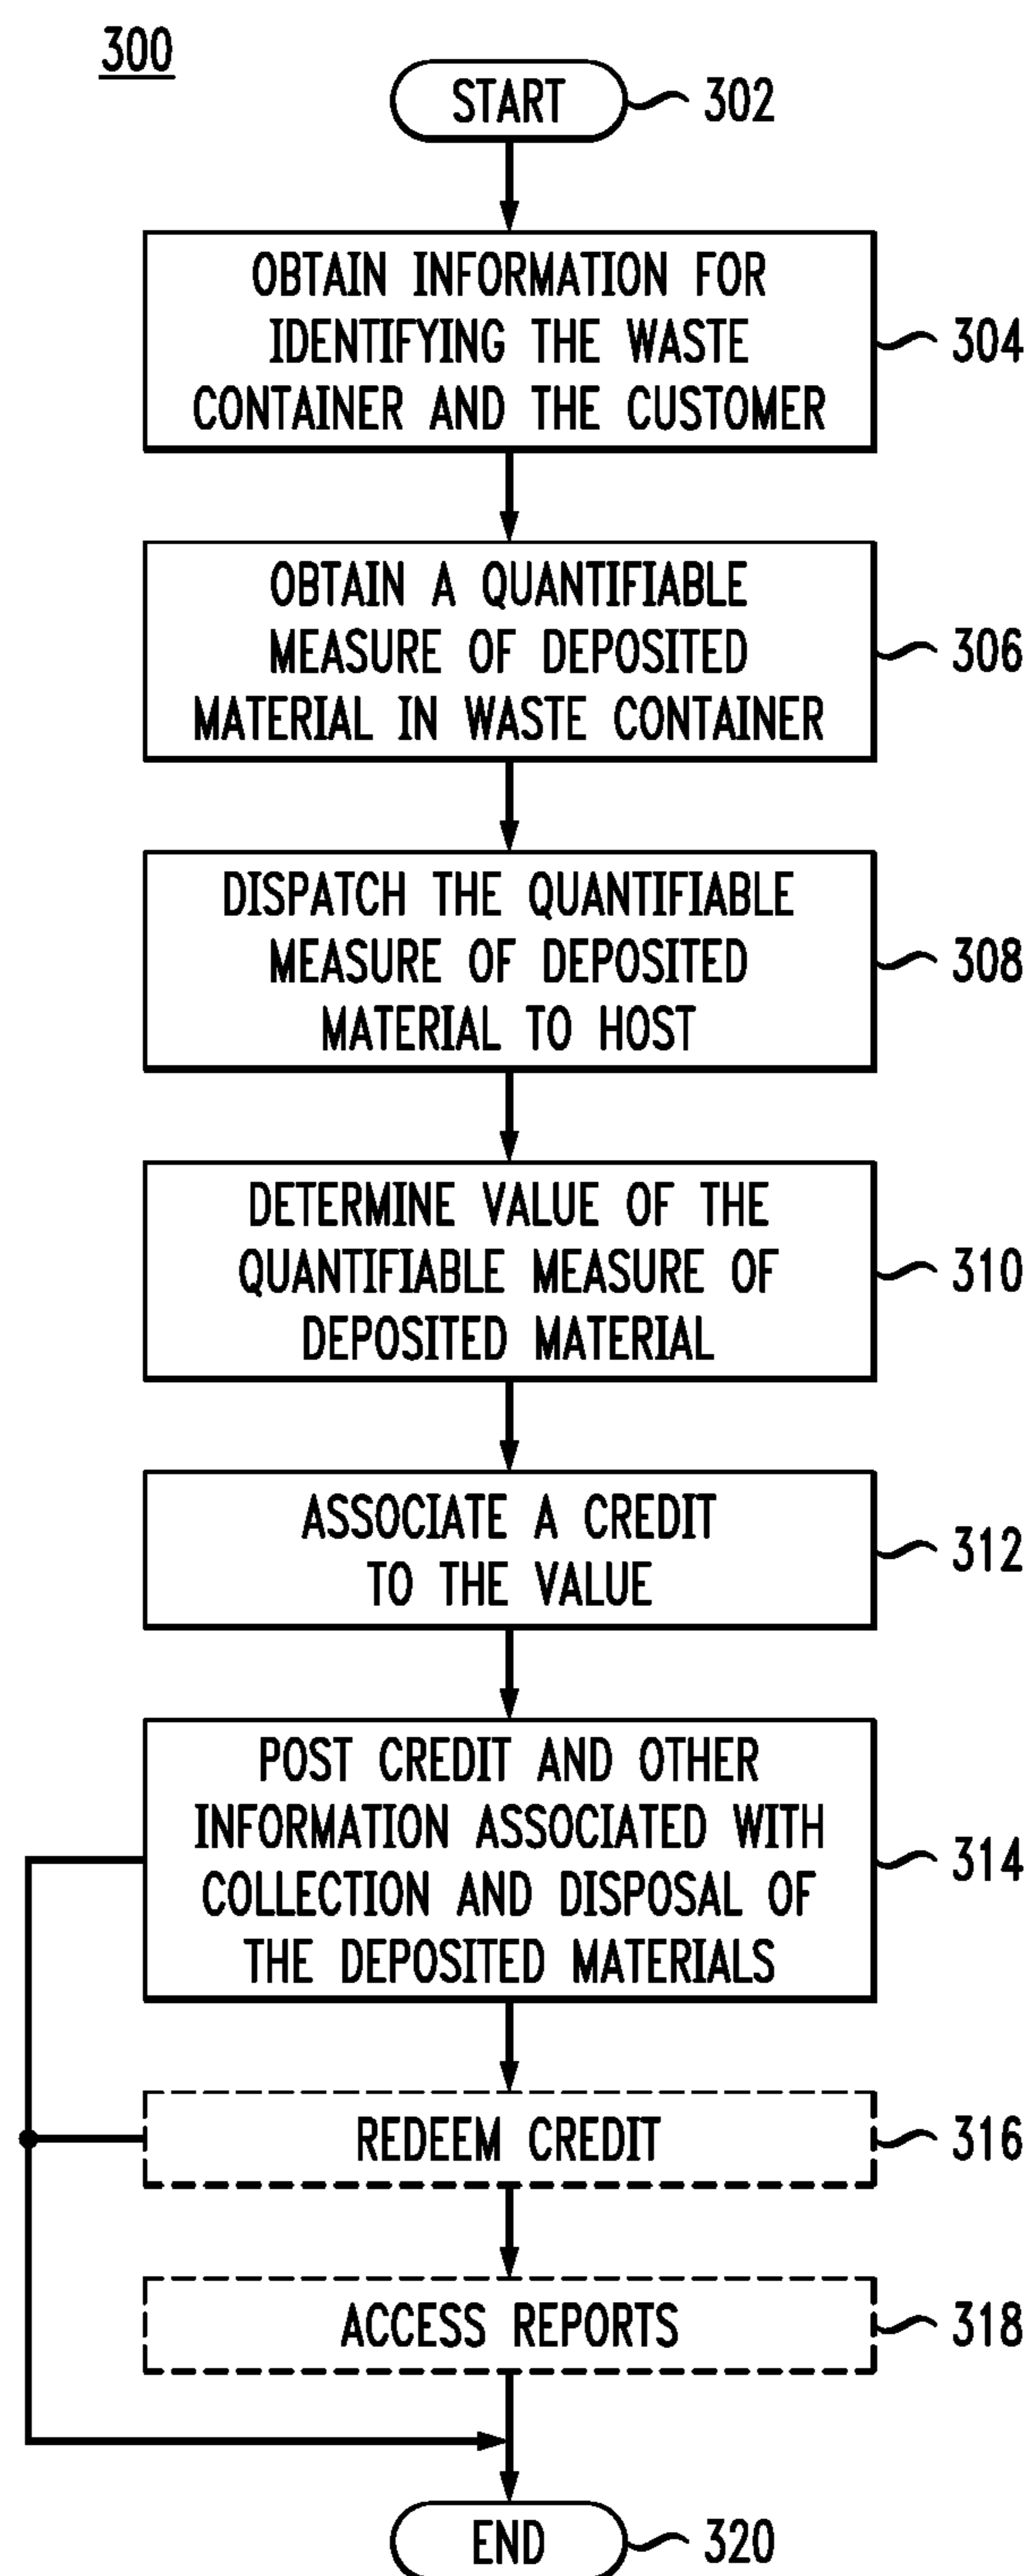 300
START
302
OBTAIN INFORMATION FOR
IDENTIFYING THE WASTE
CONTAINER AND THE CUSTOMER
304
OBTAIN A QUANTIFIABLE
MEASURE OF DEPOSITED
MATERIAL IN WASTE CONTAINER
306
DISPATCH THE QUANTIFIABLE
MEASURE OF DEPOSITED
MATERIAL TO HOST
308
DETERMINE VALUE OF THE
QUANTIFIABLE MEASURE OF
DEPOSITED MATERIAL
310
ASSOCIATE A CREDIT
TO THE VALUE
312
POST CREDIT AND OTHER
INFORMATION ASSOCIATED WITH
COLLECTION AND DISPOSAL OF
THE DEPOSITED MATERIALS
314
REDEEM CREDIT
316
ACCESS REPORTS
318
END
320